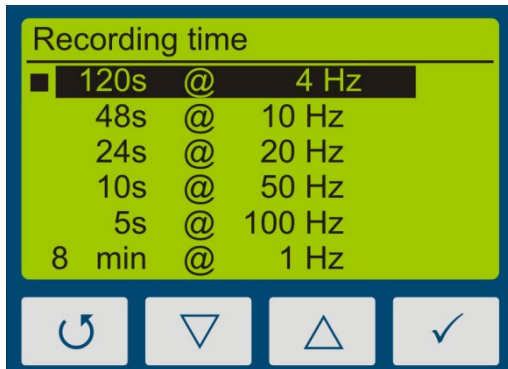 Recording time
120s @ 4 Hz
48s @ 10 Hz
24s @ 20 Hz
10s @ 50 Hz
5s @ 100 Hz
8 min @ 1 Hz